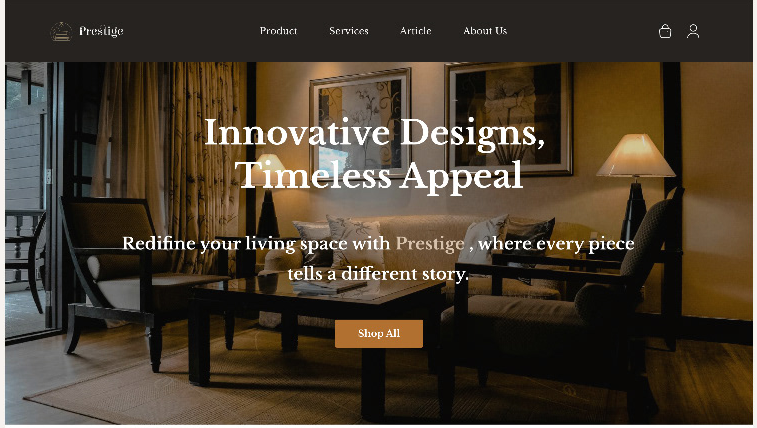 Prestige
Product Services Article About Us
Innovative Designs,
Timeless Appeal
Redifine your living space with Prestige , where every piece
tells a different story.
Shop All